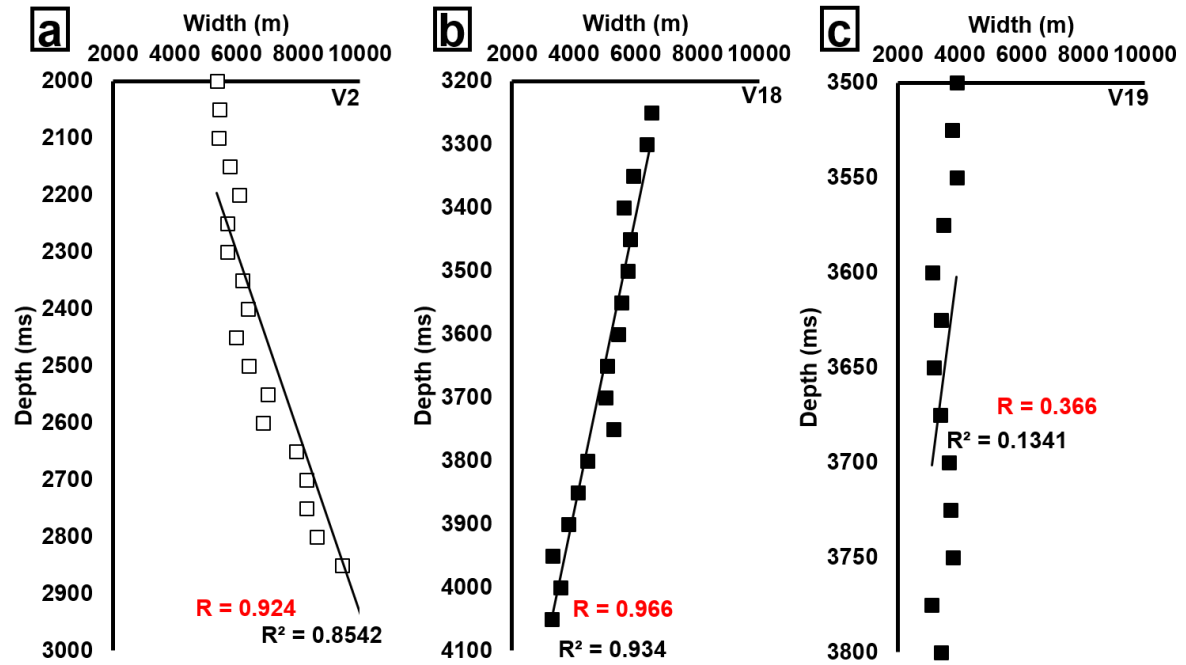 a
Width (m)
2000 4000 6000 8000 10000
V2
2000
2100
2200
2300
2400
2500
2600
2700
2800
2900
3000
Depth (ms)
R = 0.924
R² = 0.8542
b
Width (m)
2000 4000 6000 8000 10000
V18
3200
3300
3400
3500
3600
3700
3800
3900
4000
4100
Depth (ms)
R = 0.966
R² = 0.934
c
Width (m)
2000 4000 6000 8000 10000
V19
3500
3550
3600
3650
3700
3750
3800
Depth (ms)
R = 0.366
R² = 0.1341